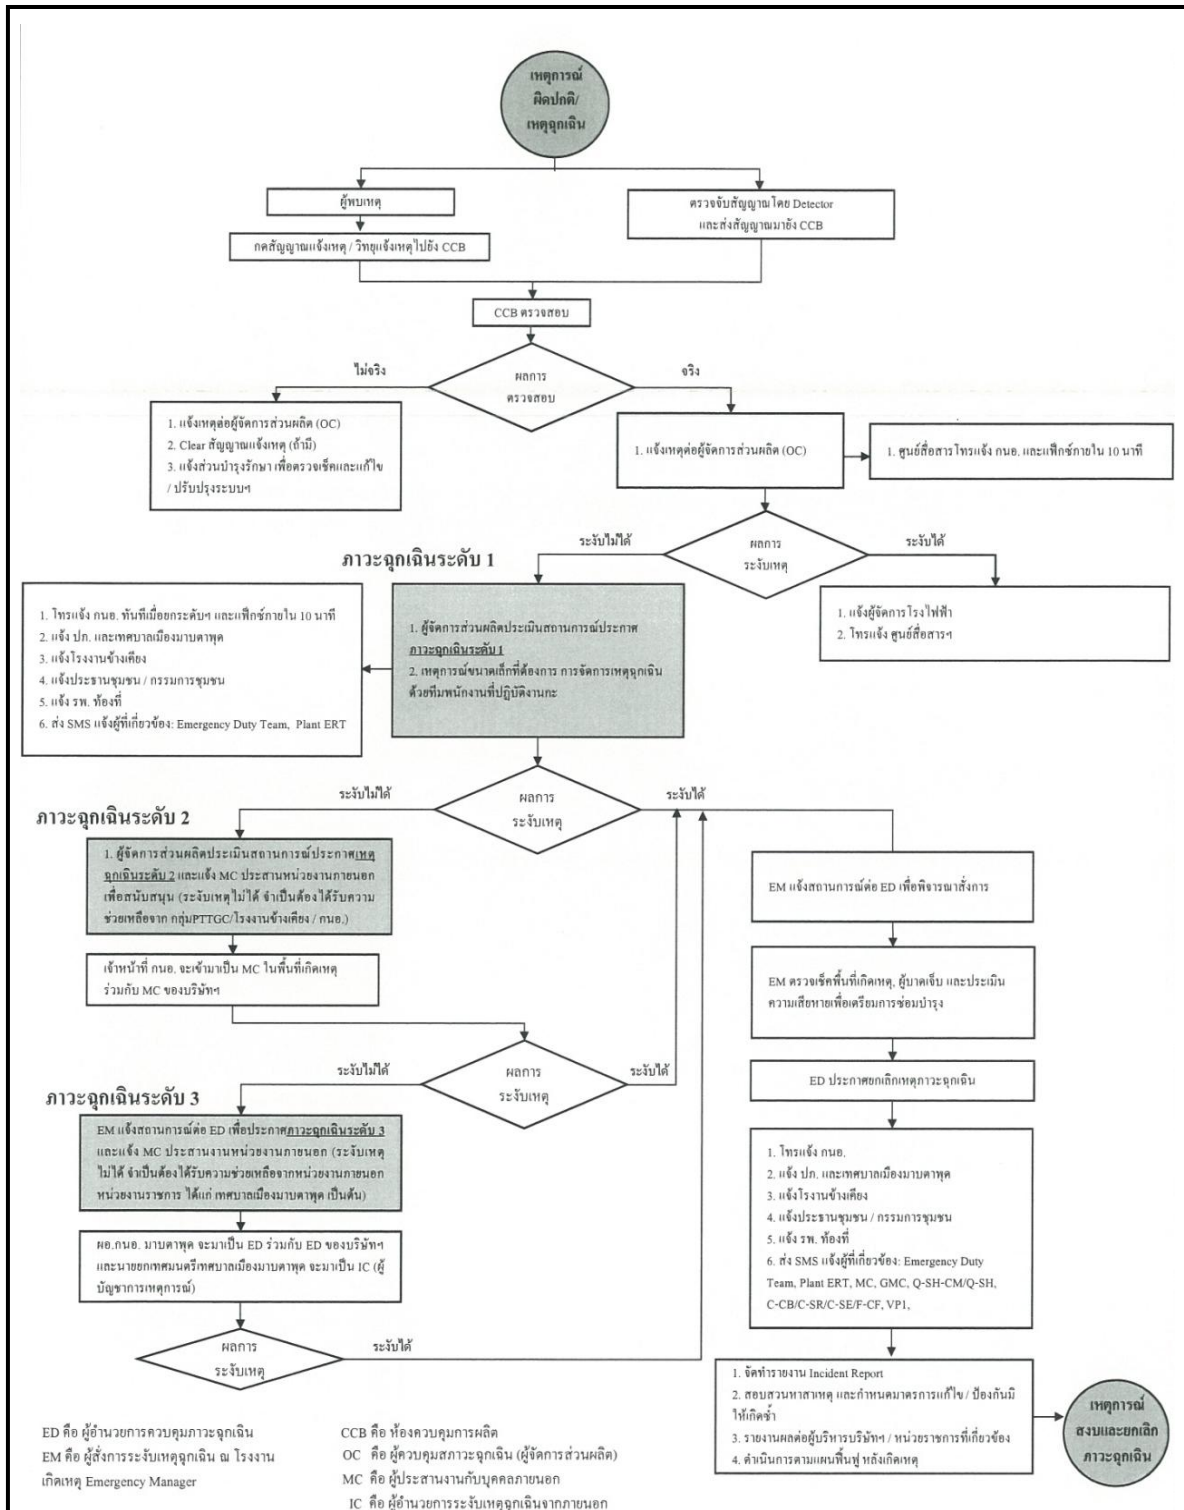 เหตุการณ์
ผิดปกติ/
เหตุฉุกเฉิน
ผู้พบเหตุ
ตรวจจับสัญญาณโดย Detector
และส่งสัญญาณมายัง CCB
กดสัญญาณแจ้งเหตุ / วิทยุแจ้งเหตุไปยัง CCB
CCB ตรวจสอบ
ไม่จริง
ผลการ
ตรวจสอบ
จริง
1. แจ้งเหตุต่อผู้จัดการส่วนผลิต (OC)
2. Clear สัญญาณแจ้งเหตุ (ถ้ามี)
3. แจ้งส่วนบำรุงรักษา เพื่อตรวจเช็คและแก้ไข
/ ปรับปรุงระบบฯ
1. แจ้งเหตุต่อผู้จัดการส่วนผลิต (OC)
1. ศูนย์สื่อสารโทรแจ้ง กนอ. และแฟ็กซ์ภายใน 10 นาที
ระงับไม่ได้
ผลการ
ระงับเหตุ
ระงับได้
ภาวะฉุกเฉินระดับ 1
1. โทรแจ้ง กนอ. ทันทีเมื่อยกระดับฯ และแฟ็กซ์ภายใน 10 นาที
2. แจ้ง ปภ. และเทศบาลเมืองมาบตาพุด
3. แจ้งโรงงานข้างเคียง
4. แจ้งประธานชุมชน / กรรมการชุมชน
5. แจ้ง รพ. ท้องที่
6. ส่ง SMS แจ้งผู้ที่เกี่ยวข้อง: Emergency Duty Team, Plant ERT
1. ผู้จัดการส่วนผลิตประเมินสถานการณ์ประกาศ
ภาวะฉุกเฉินระดับ 1
2. เหตุการณ์ขนาดเล็กที่ต้องการ การจัดการเหตุฉุกเฉิน
ด้วยทีมพนักงานที่ปฏิบัติงานกะ
1. แจ้งผู้จัดการโรงไฟฟ้า
2. โทรแจ้ง ศูนย์สื่อสารฯ
ระงับไม่ได้
ผลการ
ระงับเหตุ
ระงับได้
ภาวะฉุกเฉินระดับ 2
1. ผู้จัดการส่วนผลิตประเมินสถานการณ์ประกาศเหตุ
ฉุกเฉินระดับ 2 และแจ้ง MC ประสานหน่วยงานภายนอก
เพื่อสนับสนุน (ระงับเหตุไม่ได้ จำเป็นต้องได้รับความ
ช่วยเหลือจาก กลุ่ม/PTTGC/โรงงานข้างเคียง / กนอ.)
เจ้าหน้าที่ กนอ. จะเข้ามาเป็น MC ในพื้นที่เกิดเหตุ
ร่วมกับ MC ของบริษัทฯ
EM แจ้งสถานการณ์ต่อ ED เพื่อพิจารณาสั่งการ
EM ตรวจเช็คพื้นที่เกิดเหตุ, ผู้บาดเจ็บ และประเมิน
ความเสียหายเพื่อเตรียมการซ่อมบำรุง
ระงับไม่ได้
ผลการ
ระงับเหตุ
ระงับได้
ED ประกาศยกเลิกเหตุภาวะฉุกเฉิน
ภาวะฉุกเฉินระดับ 3
EM แจ้งสถานการณ์ต่อ ED เพื่อประกาศภาวะฉุกเฉินระดับ 3
และแจ้ง MC ประสานงานหน่วยงานภายนอก (ระงับเหตุ
ไม่ได้ จำเป็นต้องได้รับความช่วยเหลือจากหน่วยงานภายนอก
หน่วยงานราชการ ได้แก่ เทศบาลเมืองมาบตาพุด เป็นต้น)
ผอ.กนอ. มาบตาพุด จะมาเป็น ED ร่วมกับ ED ของบริษัทฯ
และนายยกเทศมนตรีเทศบาลเมืองมาบตาพุด จะมาเป็น IC (ผู้
บัญชาการเหตุการณ์)
1. โทรแจ้ง กนอ.
2. แจ้ง ปภ. และเทศบาลเมืองมาบตาพุด
3. แจ้งโรงานข้างเคียง
4. แจ้งประธานชุมชน / กรรมการชุมชน
5. แจ้ง รพ. ท้องที่
6. ส่ง SMS แจ้งผู้ที่เกี่ยวข้อง: Emergency Duty
Team, Plant ERT, MC, GMC, Q-SH-CM/Q-SH,
C-CB/C-SR/C-SE/F-CF, VP1,
ผลการ
ระงับเหตุ
ระงับได้
1. จัดทำรายงาน Incident Report
2. สอบสวนหาสาเหตุ และกำหนดมาตรการแก้ไข / ป้องกันมิ
ให้เกิดซ้ำ
3. รายงานผลต่อผู้บริหารบริษัทฯ / หน่วยราชการที่เกี่ยวข้อง
4. ดำเนินการตามแผนฟื้นฟู หลังเกิดเหตุ
เหตุการณ์
สงบและยกเลิก
ภาวะฉุกเฉิน
ED คือ ผู้อำนวยการควบคุมภาวะฉุกเฉิน
EM คือ ผู้สั่งการระงับเหตุฉุกเฉิน ณ โรงงาน
เกิดเหตุ Emergency Manager
CCB คือ ห้องควบคุมการผลิต
OC คือ ผู้ควบคุมสภาวะฉุกเฉิน (ผู้จัดการส่วนผลิต)
MC คือ ผู้ประสานงานกับบุคคลภายนอก
IC คือ ผู้อำนวยการระงับเหตุฉุกเฉินจากภายนอก